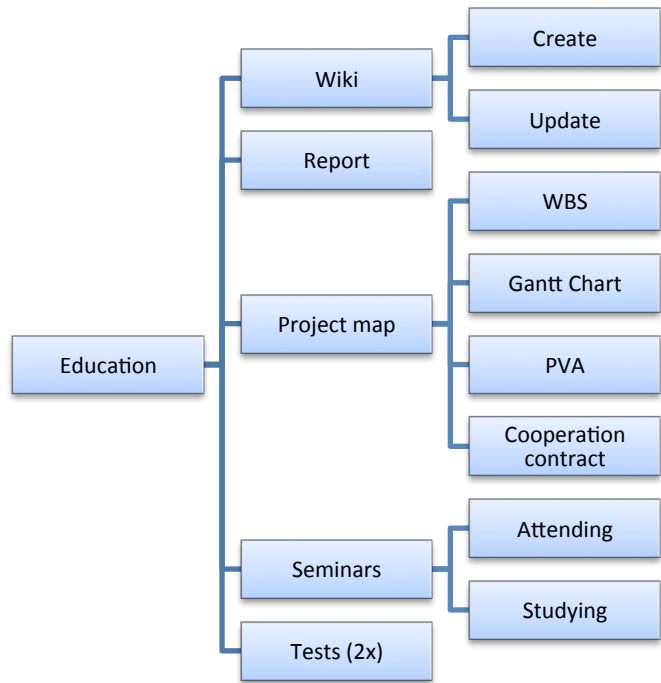 Education
Wiki
Create
Update
Report
Project map
WBS
Gantt Chart
PVA
Cooperation
contract
Seminars
Attending
Studying
Tests (2x)